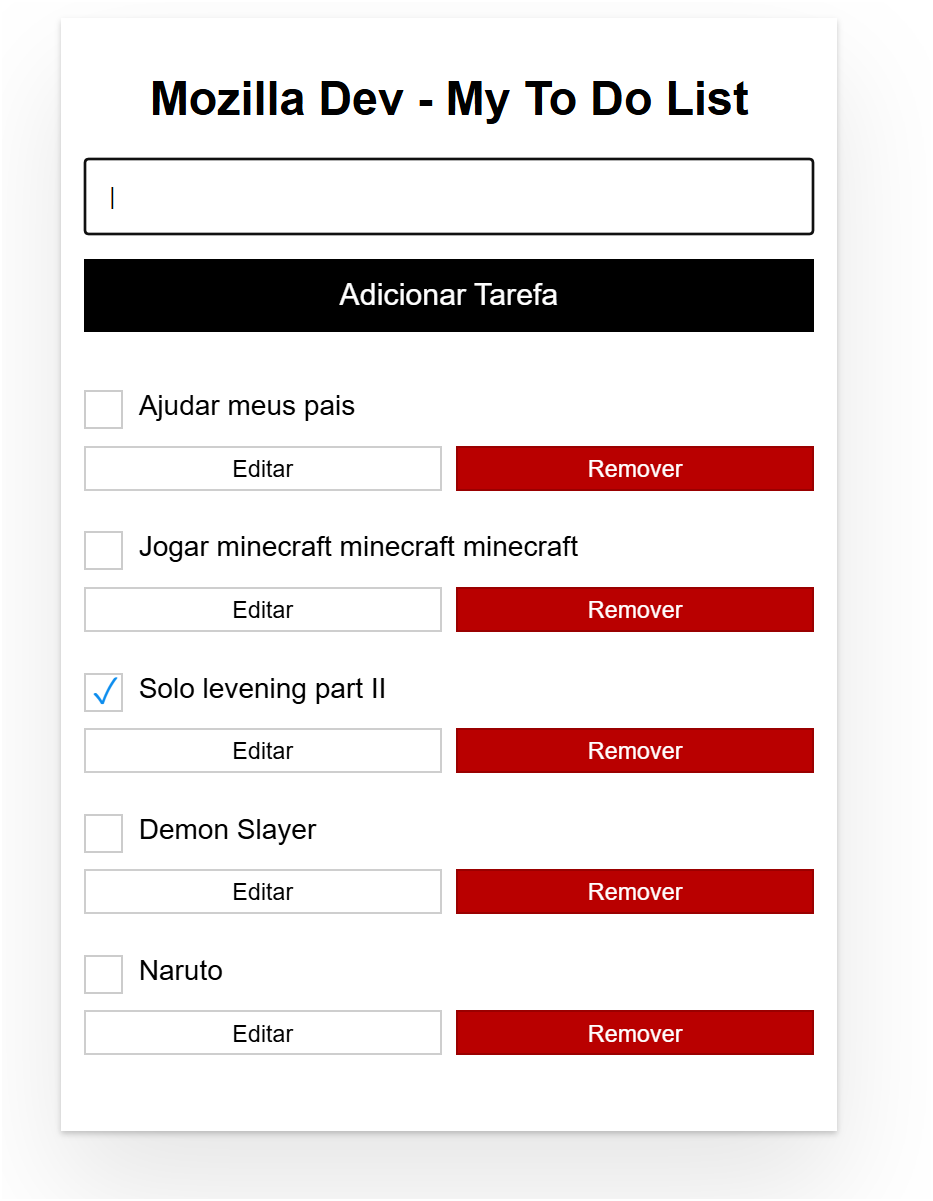 Mozilla Dev - My To Do List
Adicionar Tarefa
Ajudar meus pais
Editar
Remover
Jogar minecraft minecraft minecraft
Editar
Remover
Solo levening part II
Editar
Remover
Demon Slayer
Editar
Remover
Naruto
Editar
Remover